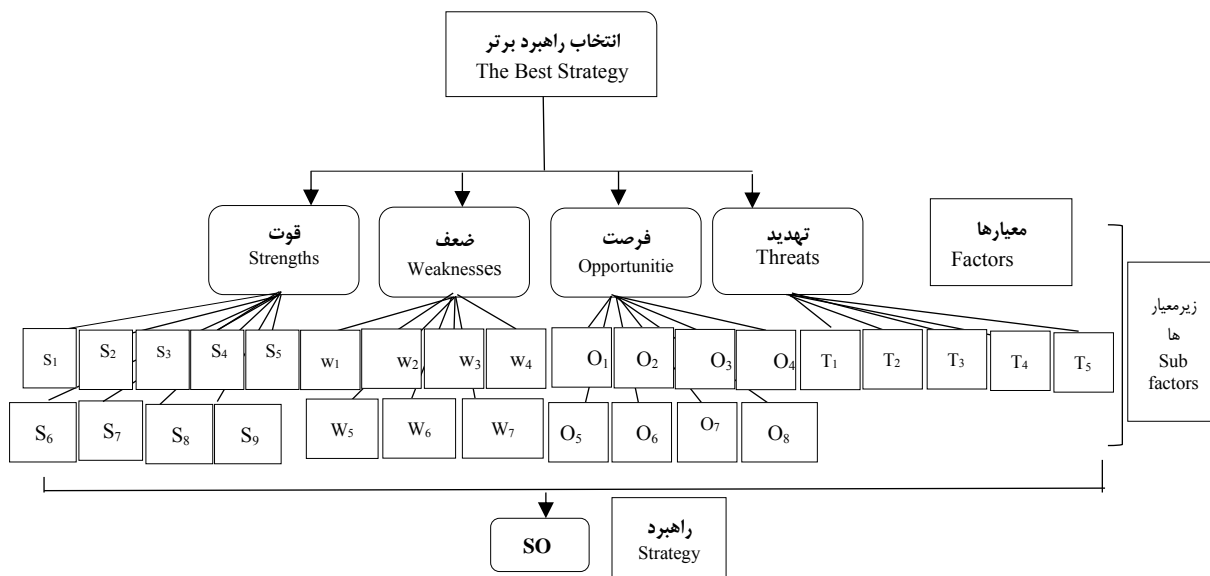 انتخاب راهبرد برتر
The Best Strategy
قوت
Strengths
ضعف
Weaknesses
فرصت
Opportunitie
تهدید
Threats
معیارها
Factors
زیرمعیار
ها
Sub
factors
S₁
S₂
S₃
S₄
S₅
W₁
W₂
W₃
W₄
O₁
O₂
O₃
O₄
T₁
T₂
T₃
T₄
T₅
S₆
S₇
S₈
S₉
W₅
W₆
W₇
O₅
O₆
O₇
O₈
SO
راهبرد
Strategy